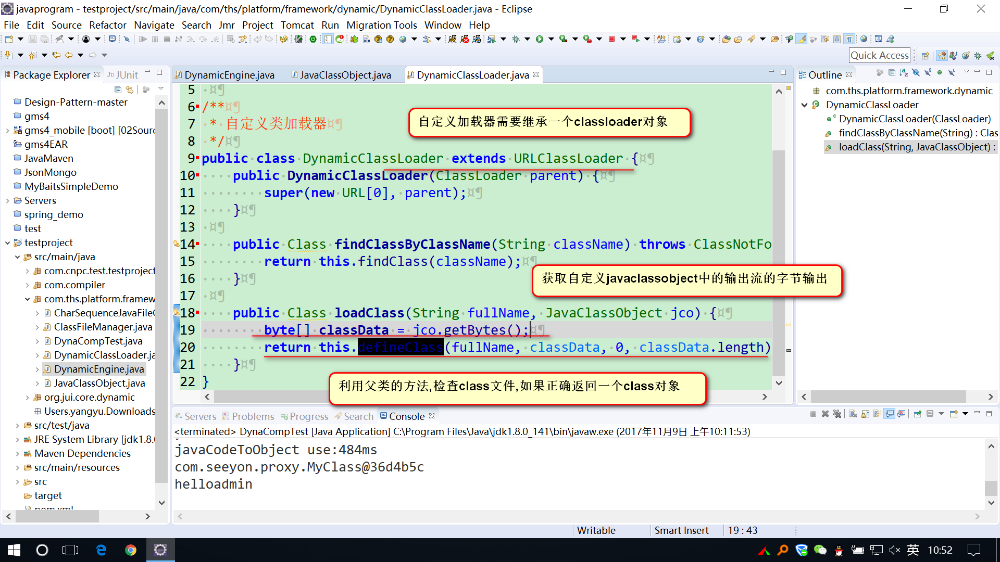 javaprogram - testproject/src/main/java/com/ths/platform/framework/dynamic/DynamicClassLoader.java - Eclipse
File Edit Source Refactor Navigate Search Jmr Project Tomcat Run Migration Tools Window Help
Quick Access
Package Explorer JUnit
Design-Pattern-master
gms4
gms4_mobile [boot] [02Sourc
gms4EAR
JavaMaven
JsonMongo
MyBaitsSimpleDemo
Servers
spring_demo
test
testproject
src/main/java
com.cnpc.test.testproject
com.compiler
com.ths.platform.framew
CharSequenceJavaFileC
ClassFileManager.java
DynaCompTest.java
DynamicClassLoader.ja
DynamicEngine.java
JavaClassObject.java
org.jui.core.dynamic
Users.yangyu.Downloads
src/test/java
JRE System Library [jdk1.8.
Maven Dependencies
src/main/resources
src
target
pom.xml
DynamicEngine.java JavaClassObject.java DynamicClassLoader.java
5
6 /**
7 * 自定义类加载器
8 */
9 public class DynamicClassLoader extends URLClassLoader {
10 public DynamicClassLoader(ClassLoader parent) {
11 super(new URL[0], parent);
12 }
13
14 public Class findClassByClassName(String className) throws ClassNotFo
15 return this.findClass(className);
16 }
17
18 public Class loadClass(String fullName, JavaClassObject jco) {
19 byte[] classData = jco.getBytes();
20 return this.defineClass(fullName, classData, 0, classData.length)
21 }
22 }
自定义加载器需要继承一个classloader对象
获取自定义javaclassobject中的输出流的字节输出
利用父类的方法,检查class文件,如果正确返回一个class对象
Outline
com.ths.platform.framework.dynamic
DynamicClassLoader
DynamicClassLoader(ClassLoader)
findClassByClassName(String) : Clas
loadClass(String, JavaClassObject) :
Servers Problems Progress Search Console
<terminated> DynaCompTest [Java Application] C:\Program Files\Java\jdk1.8.0_141\bin\javaw.exe (2017年11月9日 上午10:11:53)
javaCodeToObject use:484ms
com.seeyon.proxy.MyClass@36d4b5c
helloadmin
Writable Smart Insert 19 : 43
英 10:52